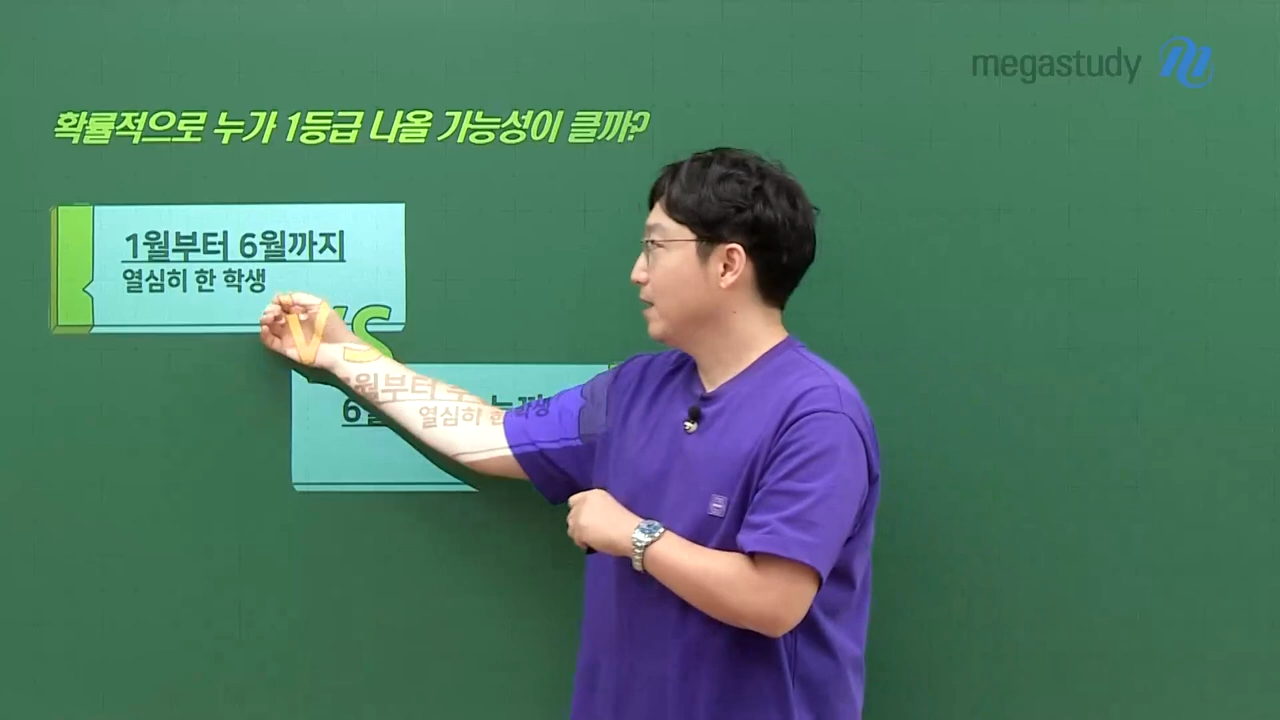 megastudy
확률적으로 누가 1등급 나올 가능성이 클까?
1월부터 6월까지
열심히 한 학생
VS
열심히 한 학생